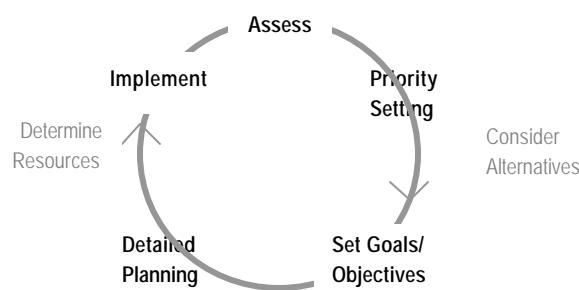 Assess
Implement
Priority
Setting
Determine
Resources
Consider
Alternatives
Detailed
Planning
Set Goals/
Objectives